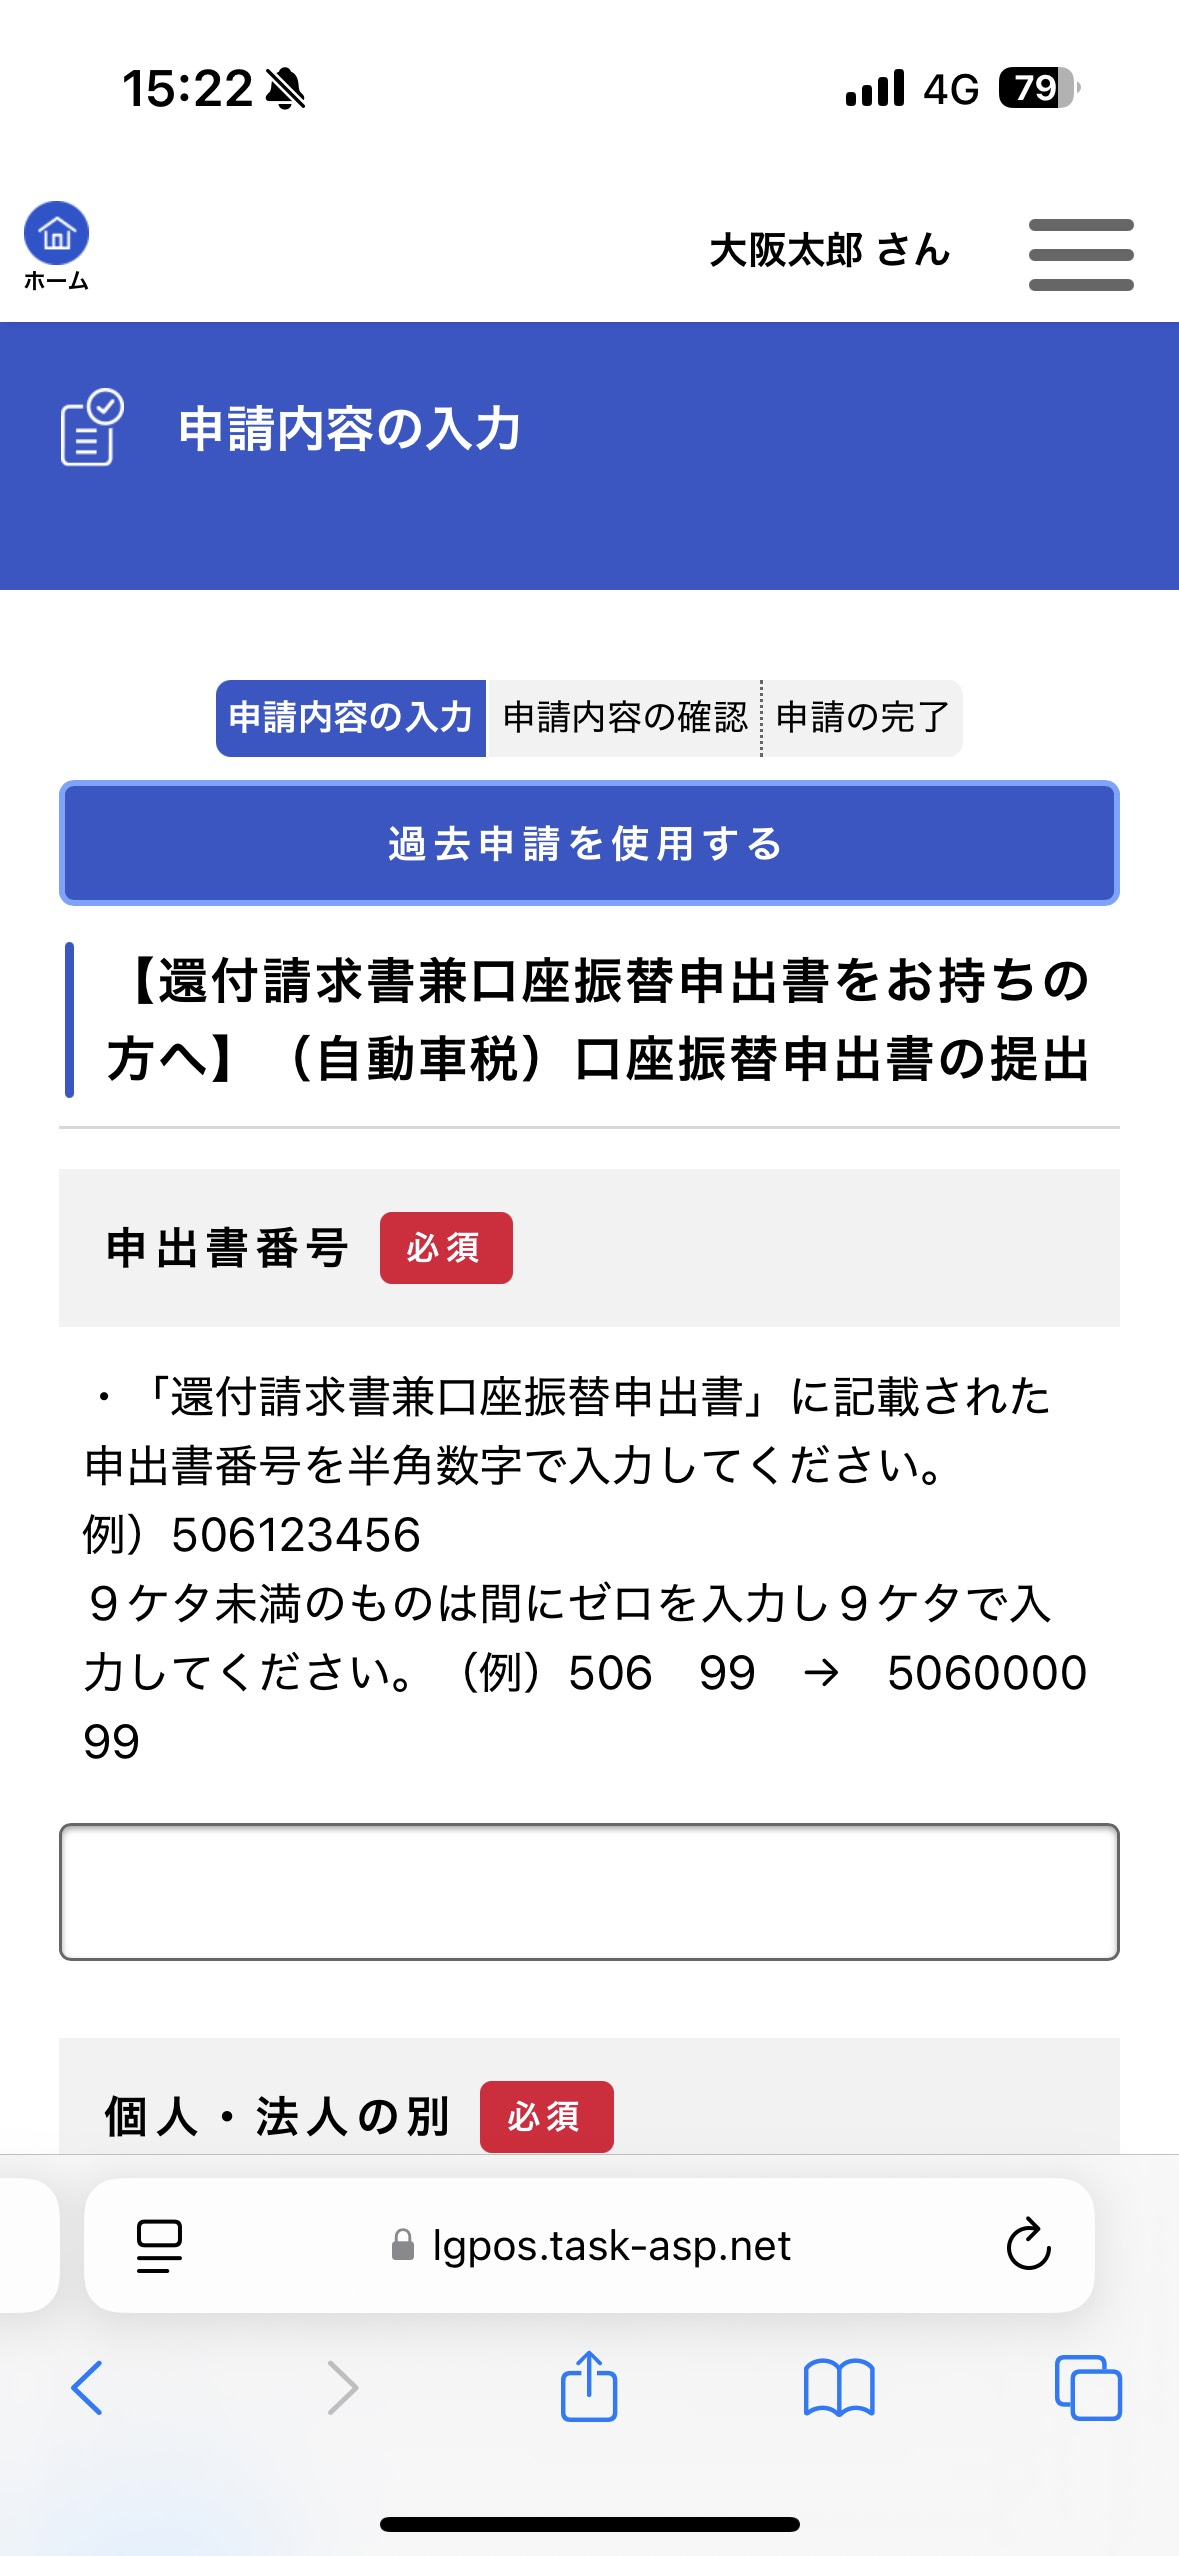 15:22
4G 79
ホーム
大阪太郎 さん
申請内容の入力
申請内容の入力 申請内容の確認 申請の完了
過去申請を使用する
【還付請求書兼口座振替申出書をお持ちの
方へ】（自動車税）口座振替申出書の提出
申出書番号 必須
・「還付請求書兼口座振替申出書」に記載された
申出書番号を半角数字で入力してください。
例）506123456
９ケタ未満のものは間にゼロを入力し９ケタで入
力してください。（例）506　99　→　5060000
99
個人・法人の別 必須
lgpos.task-asp.net